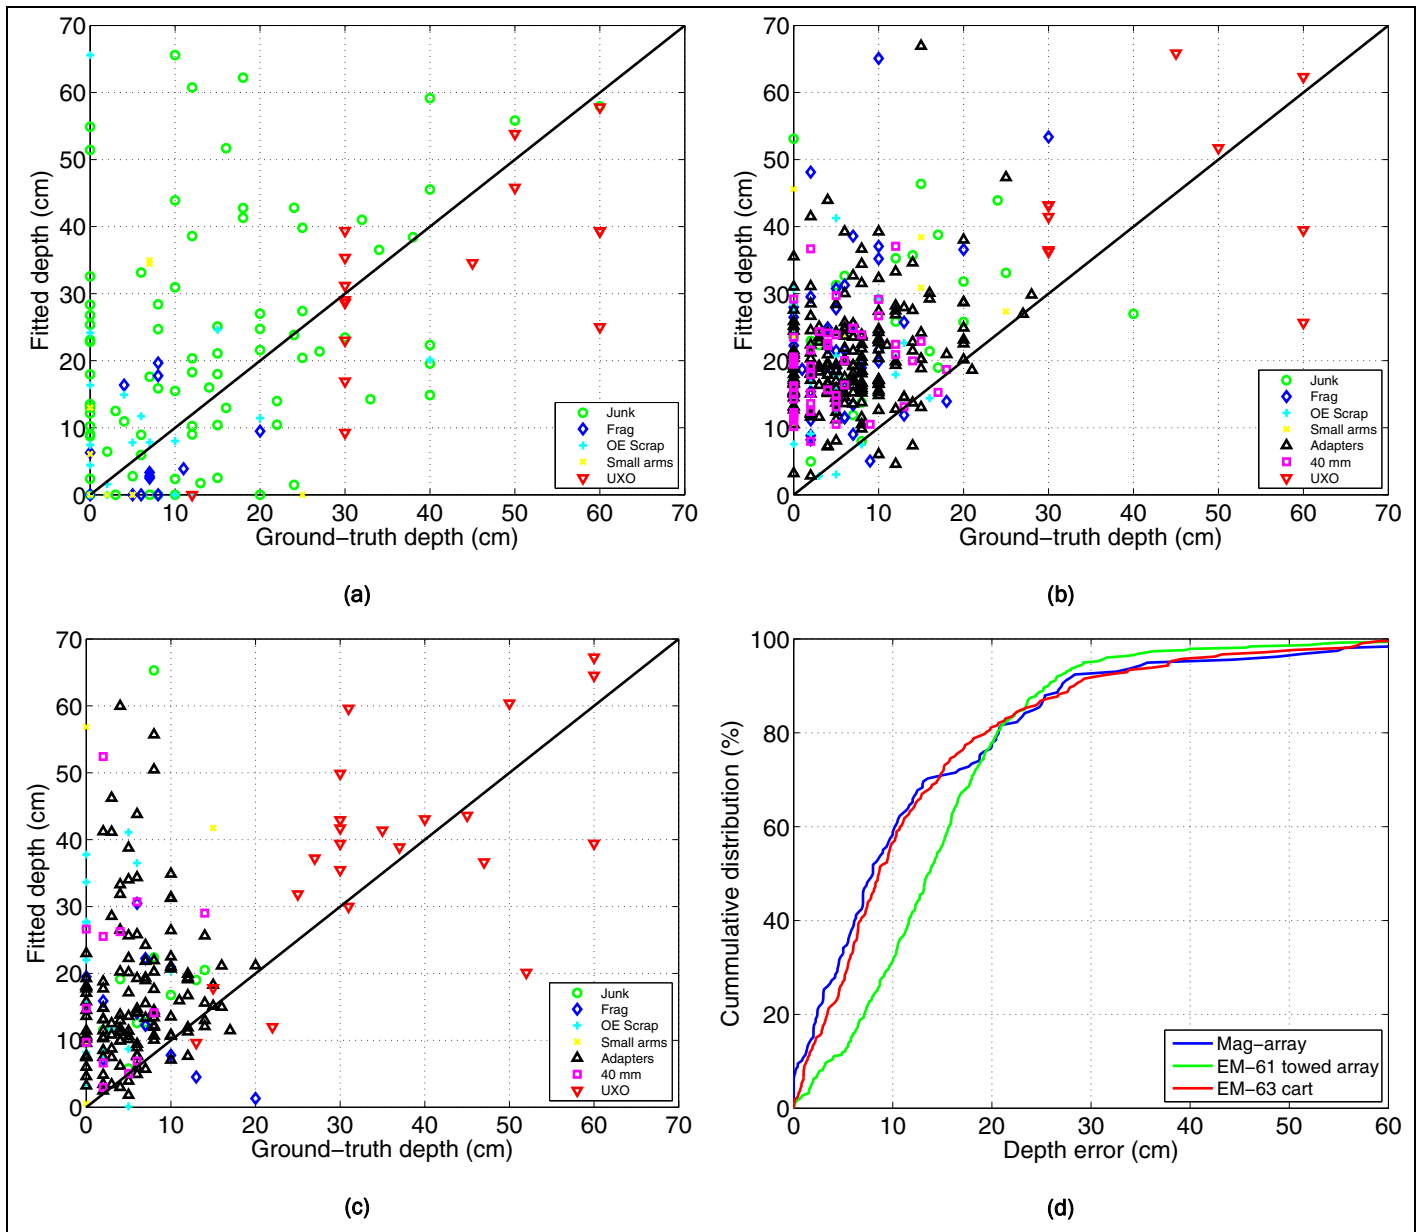 70
60
50
40
30
20
10
0
Fitted depth (cm)
0 10 20 30 40 50 60 70
Ground−truth depth (cm)
Junk
Frag
OE Scrap
Small arms
UXO
(a)
70
60
50
40
30
20
10
0
Fitted depth (cm)
0 10 20 30 40 50 60 70
Ground−truth depth (cm)
Junk
Frag
OE Scrap
Small arms
Adapters
40 mm
UXO
(b)
70
60
50
40
30
20
10
0
Fitted depth (cm)
0 10 20 30 40 50 60 70
Ground−truth depth (cm)
Junk
Frag
OE Scrap
Small arms
Adapters
40 mm
UXO
(c)
100
80
60
40
20
0
Cummulative distribution (%)
0 10 20 30 40 50 60
Depth error (cm)
Mag−array
EM−61 towed array
EM−63 cart
(d)